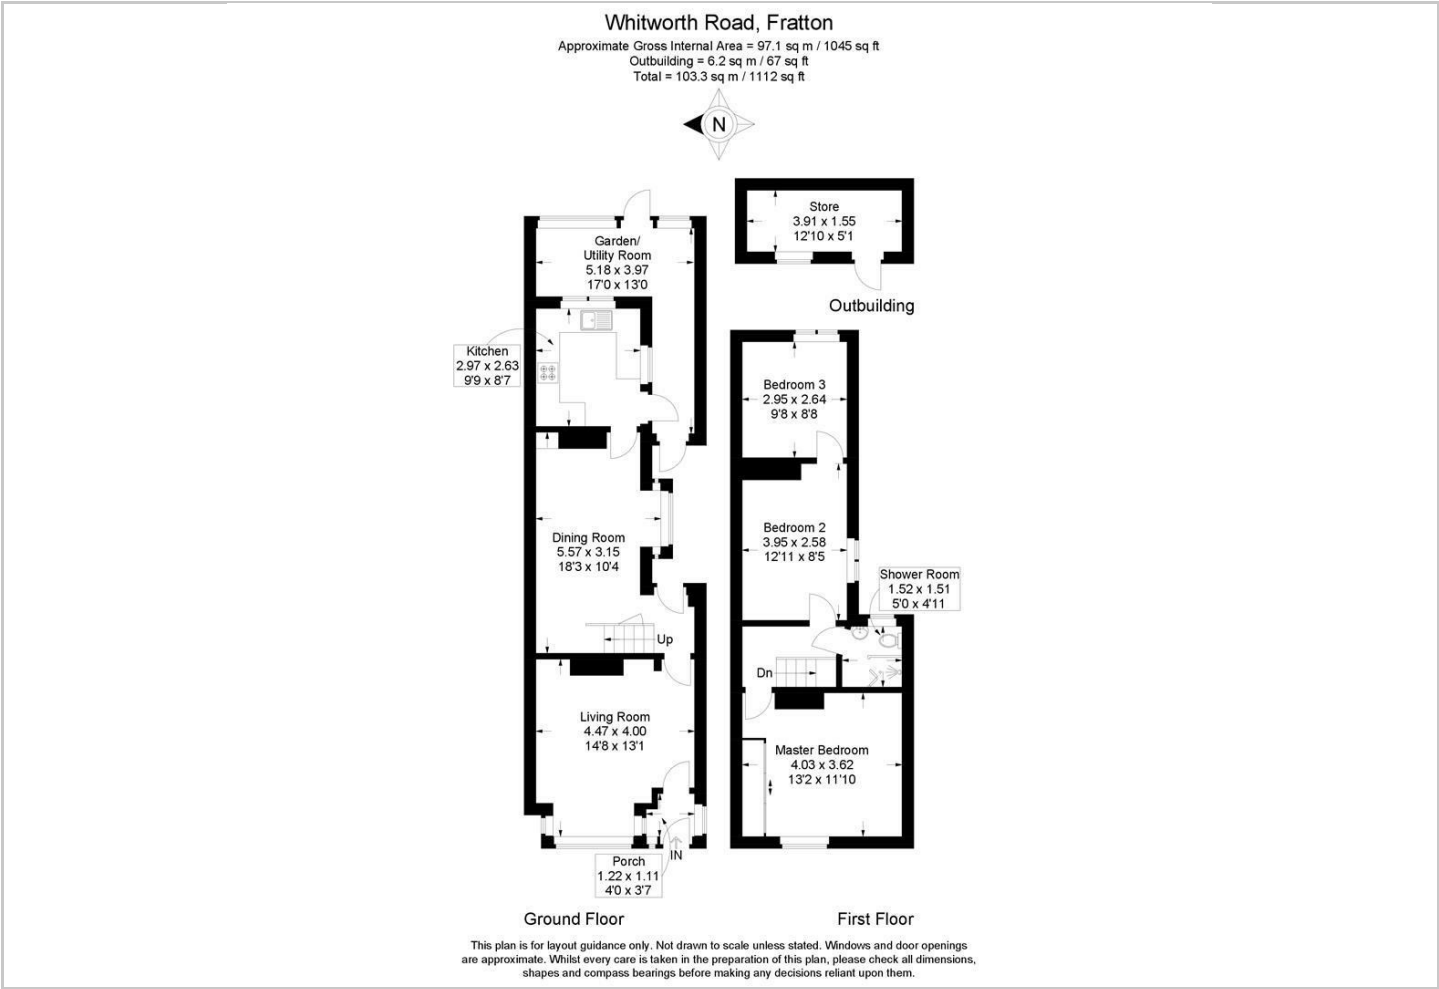 Whitworth Road, Fratton
Approximate Gross Internal Area = 97.1 sq m / 1045 sq ft
Outbuilding = 6.2 sq m / 67 sq ft
Total = 103.3 sq m / 1112 sq ft
N
Store
3.91 x 1.55
12'10 x 5'1
Outbuilding
Garden/
Utility Room
5.18 x 3.97
17'0 x 13'0
Kitchen
2.97 x 2.63
9'9 x 8'7
Dining Room
5.57 x 3.15
18'3 x 10'4
Up
Living Room
4.47 x 4.00
14'8 x 13'1
IN
Porch
1.22 x 1.11
4'0 x 3'7
Ground Floor
Bedroom 3
2.95 x 2.64
9'8 x 8'8
Bedroom 2
3.95 x 2.58
12'11 x 8'5
Shower Room
1.52 x 1.51
5'0 x 4'11
Dn
Master Bedroom
4.03 x 3.62
13'2 x 11'10
First Floor
This plan is for layout guidance only. Not drawn to scale unless stated. Windows and door openings
are approximate. Whilst every care is taken in the preparation of this plan, please check all dimensions,
shapes and compass bearings before making any decisions reliant upon them.